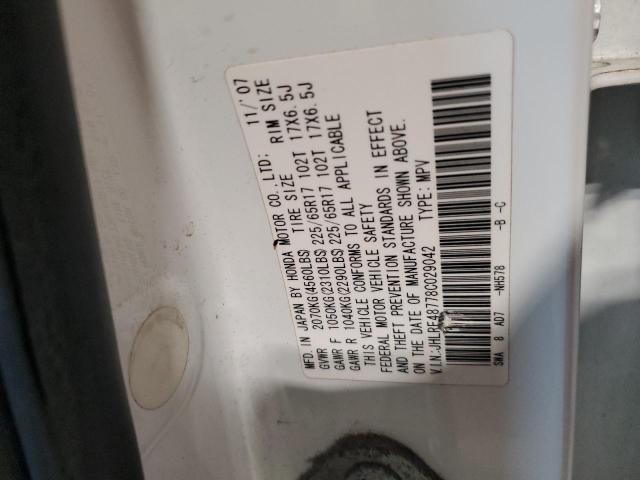 MFD. IN JAPAN BY HONDA MOTOR CO., LTD: 11/'07
TIRE SIZE RIM SIZE
GVWR 2070KG(4560LBS)
GAWR F 1050KG(2310LBS) 225/65R17 102T 17X6.5J
GAWR R 1040KG(2290LBS) 225/65R17 102T 17X6.5J
THIS VEHICLE CONFORMS TO ALL APPLICABLE
FEDERAL MOTOR VEHICLE SAFETY
AND THEFT PREVENTION STANDARDS IN EFFECT
ON THE DATE OF MANUFACTURE SHOWN ABOVE.
V.I.N.:JHLRE48778C029042 TYPE: MPV
SMA 8 AD7 -NH578 -B -C